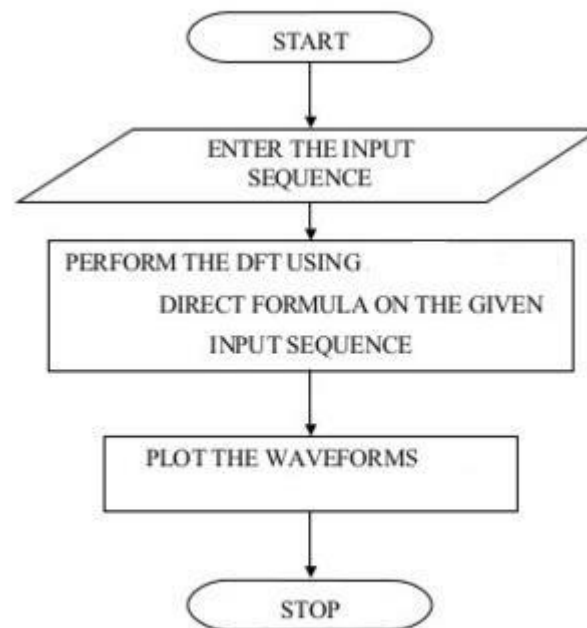 START
ENTER THE INPUT
SEQUENCE
PERFORM THE DFT USING
DIRECT FORMULA ON THE GIVEN
INPUT SEQUENCE
PLOT THE WAVEFORMS
STOP